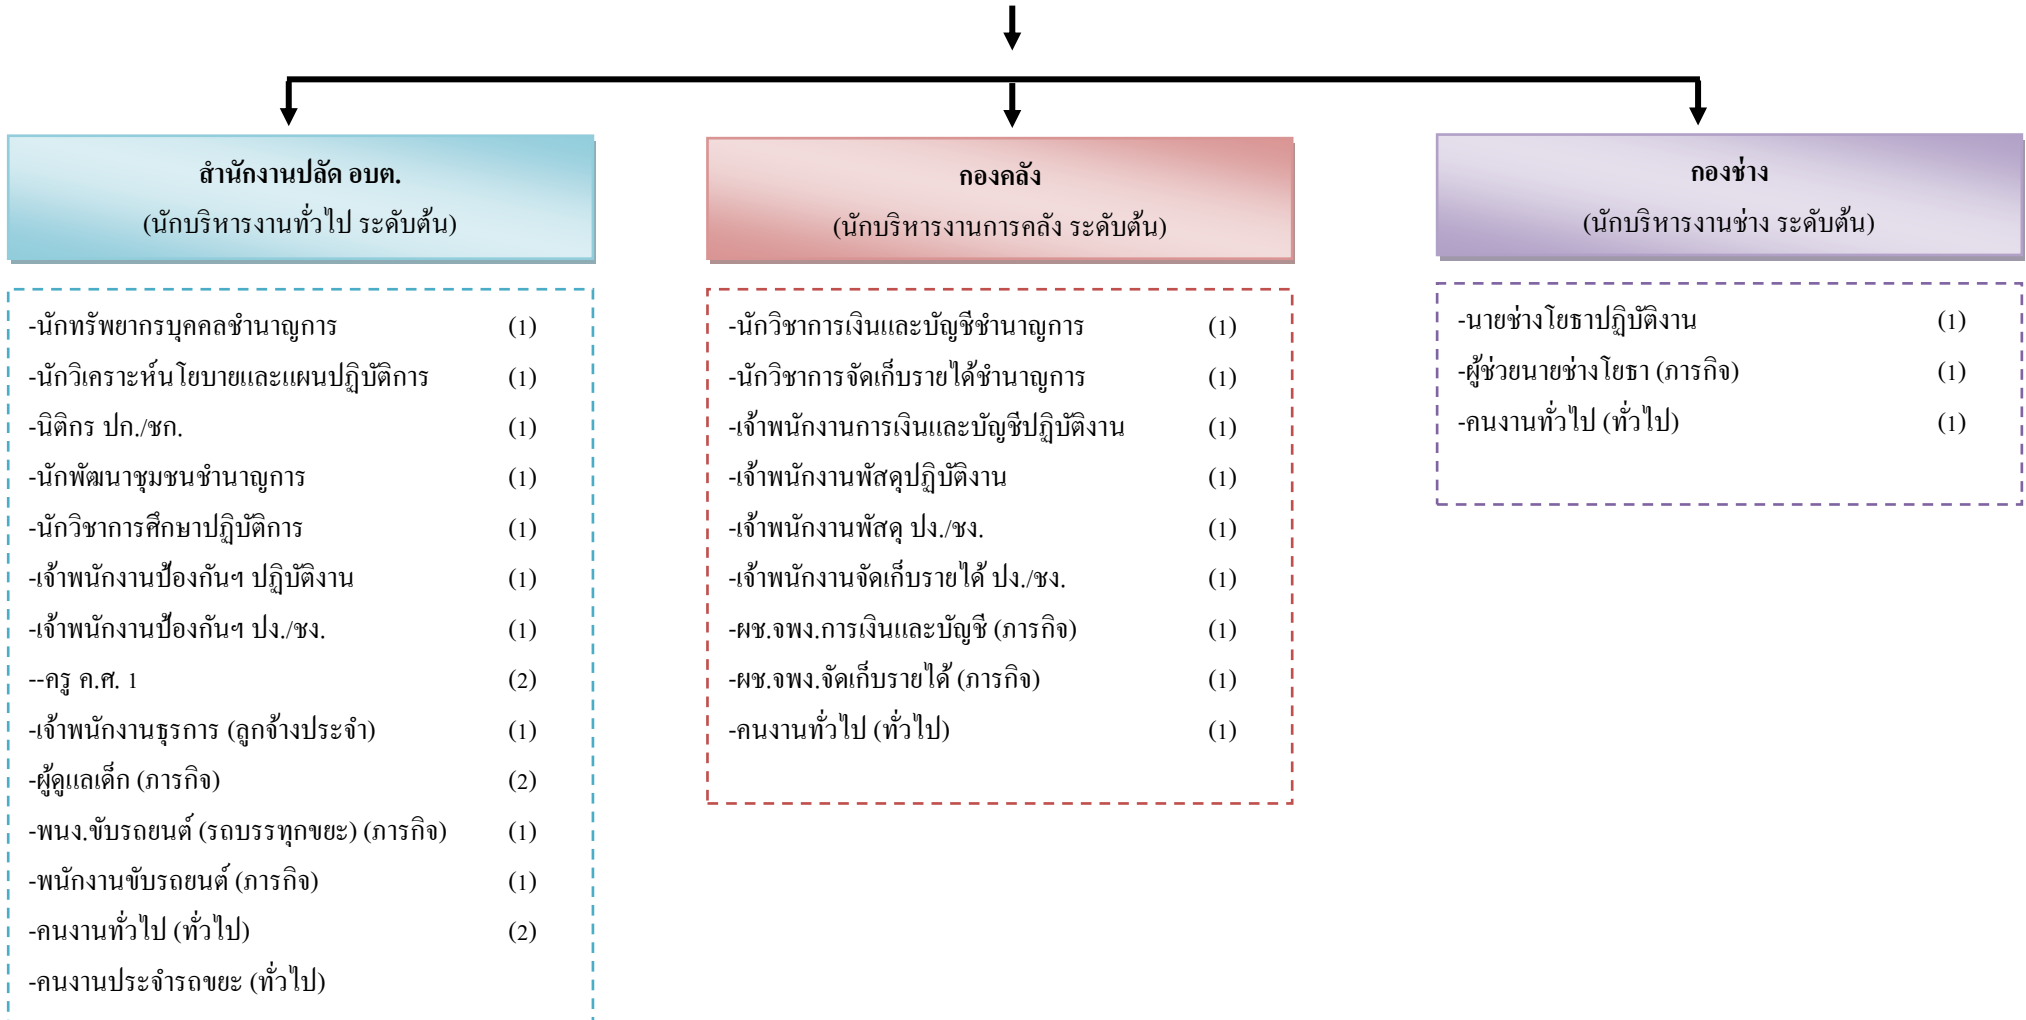 สำนักงานปลัด อบต.
(นักบริหารงานทั่วไป ระดับต้น)
-นักทรัพยากรบุคคลชำนาญการ (1)
-นักวิเคราะห์นโยบายและแผนปฏิบัติการ (1)
-นิติกร ปก./ชก. (1)
-นักพัฒนาชุมชนชำนาญการ (1)
-นักวิชาการศึกษาปฏิบัติการ (1)
-เจ้าพนักงานป้องกันฯ ปฏิบัติงาน (1)
-เจ้าพนักงานป้องกันฯ ปง./ชง. (1)
--ครู ค.ศ. 1 (2)
-เจ้าพนักงานธุรการ (ลูกจ้างประจำ) (1)
-ผู้ดูแลเด็ก (ภารกิจ) (2)
-พนง.ขับรถยนต์ (รถบรรทุกขยะ) (ภารกิจ) (1)
-พนักงานขับรถยนต์ (ภารกิจ) (1)
-คนงานทั่วไป (ทั่วไป) (2)
-คนงานประจำรถขยะ (ทั่วไป)
กองคลัง
(นักบริหารงานการคลัง ระดับต้น)
-นักวิชาการเงินและบัญชีชำนาญการ (1)
-นักวิชาการจัดเก็บรายได้ชำนาญการ (1)
-เจ้าพนักงานการเงินและบัญชีปฏิบัติงาน (1)
-เจ้าพนักงานพัสดุปฏิบัติงาน (1)
-เจ้าพนักงานพัสดุ ปง./ชง. (1)
-เจ้าพนักงานจัดเก็บรายได้ ปง./ชง. (1)
-ผช.จพง.การเงินและบัญชี (ภารกิจ) (1)
-ผช.จพง.จัดเก็บรายได้ (ภารกิจ) (1)
-คนงานทั่วไป (ทั่วไป) (1)
กองช่าง
(นักบริหารงานช่าง ระดับต้น)
-นายช่างโยธาปฏิบัติงาน (1)
-ผู้ช่วยนายช่างโยธา (ภารกิจ) (1)
-คนงานทั่วไป (ทั่วไป) (1)